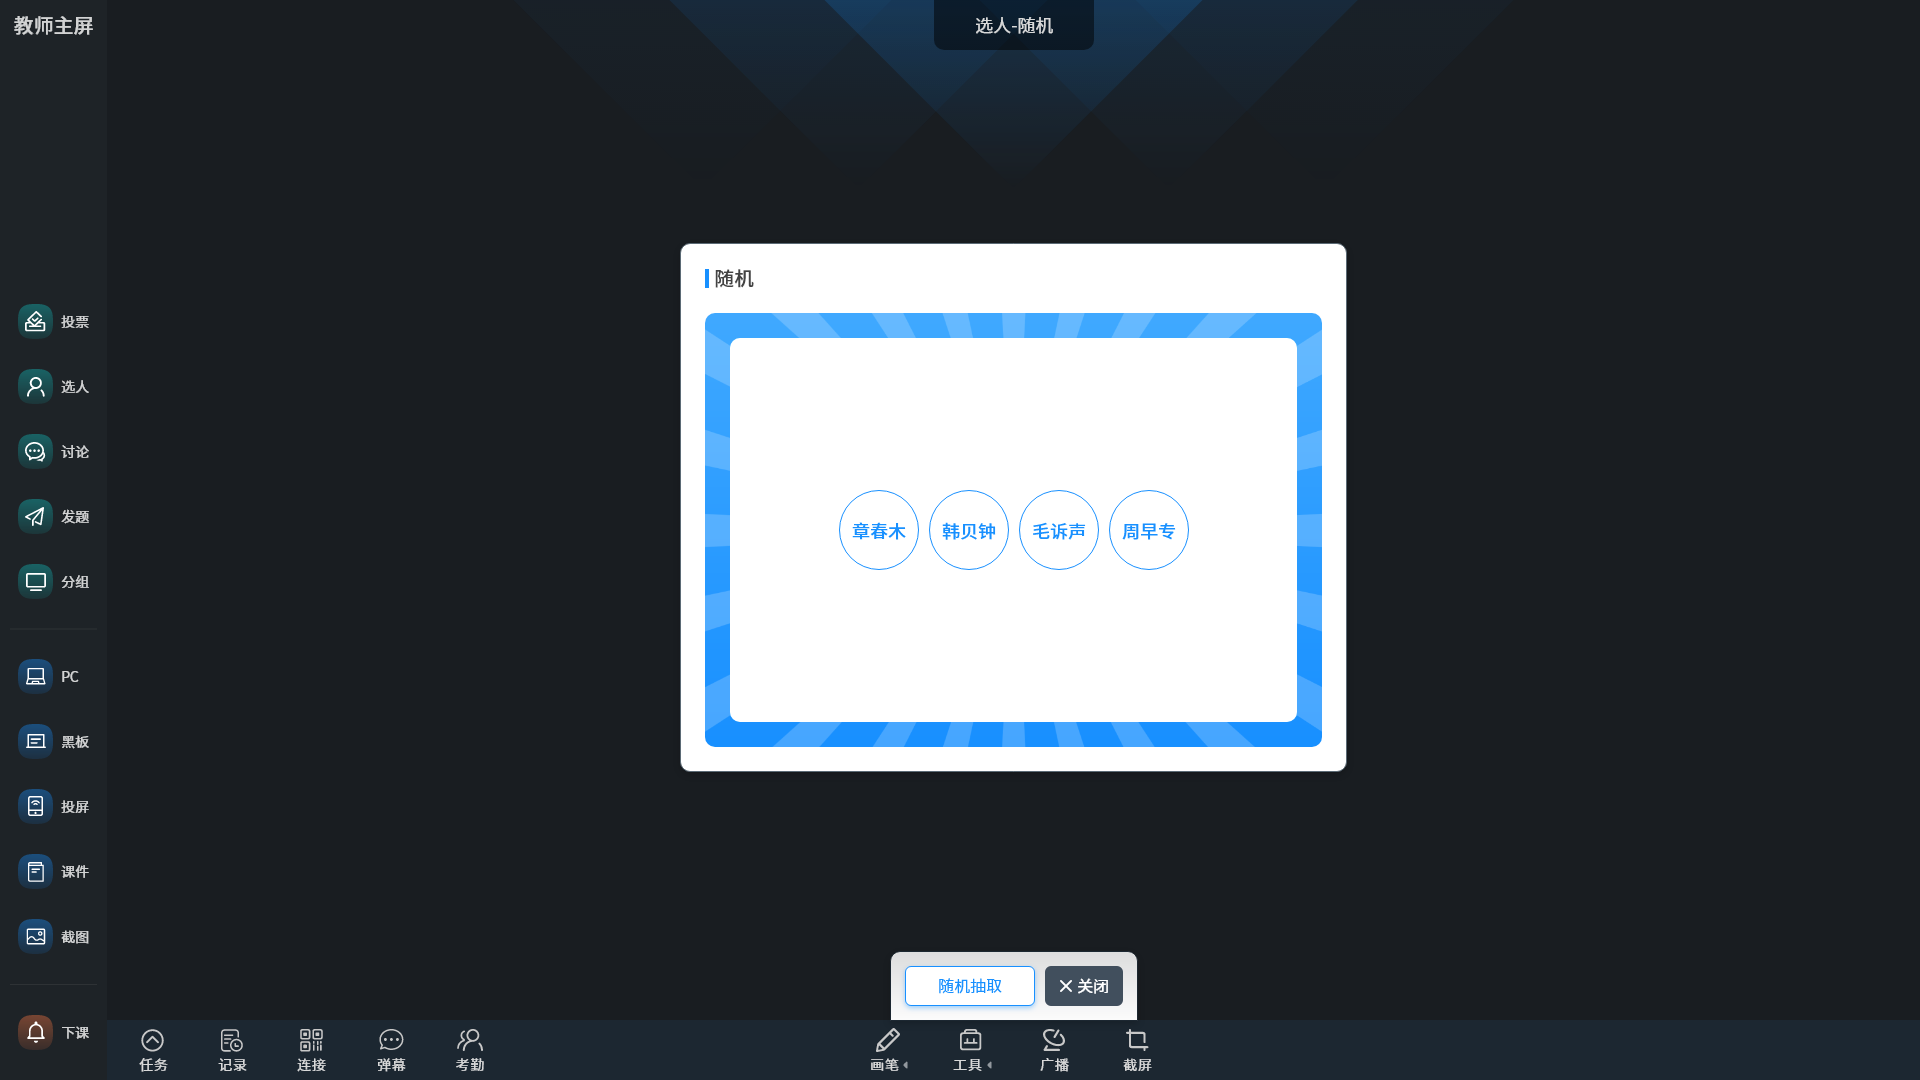 教师主屏
选人-随机
随机
章春木
韩贝钟
毛诉声
周早专
投票
选人
讨论
发题
分组
PC
黑板
投屏
课件
截图
下课
随机抽取
关闭
任务
记录
连接
弹幕
考勤
画笔
工具
广播
截屏